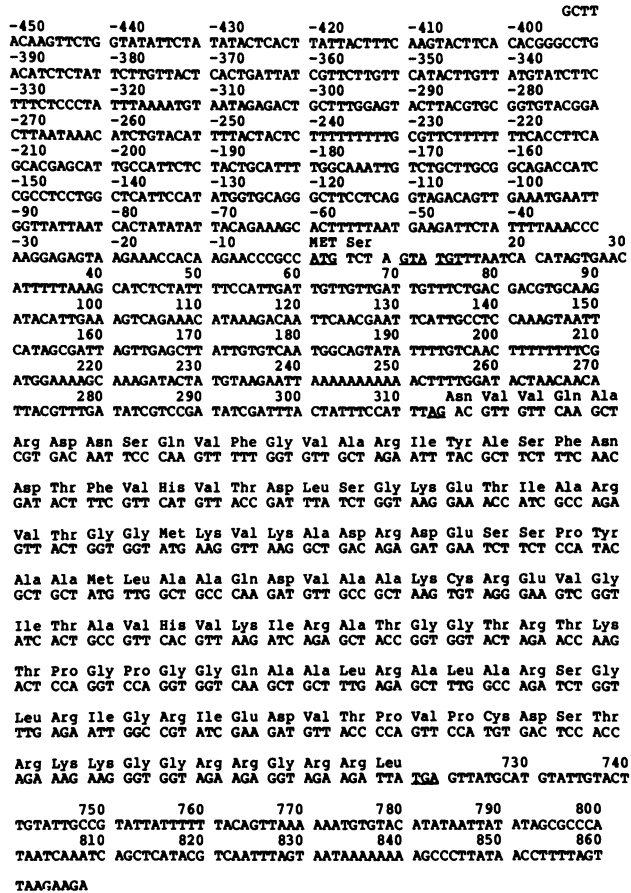 GCTT
-450 -440 -430 -420 -410 -400
ACAAGTTCTG GTATATTCTA TATACTCACT TATTACTTTC AAGTACTTCA CACGGGCCTG
-390 -380 -370 -360 -350 -340
ACATCTCTAT TCTTGTTACT CACTGATTAT CGTTCTTGTT CATACTTGTT ATGTATCTTC
-330 -320 -310 -300 -290 -280
TTTCTCCCTA TTTAAAATGT AATAGAGACT GCTTTGGAGT ACTTACGTGC GGTGTACGGA
-270 -260 -250 -240 -230 -220
CTTAATAAAC ATCTGTACAT TTTACTACTC TTTTTTTTTG CGTTCTTTTT TTCACCTTCA
-210 -200 -190 -180 -170 -160
GCACGAGCAT TGCCATTCTC TACTGCATTT TGGCAAATTG TCTGCTTGCG GCAGACCATC
-150 -140 -130 -120 -110 -100
CGCCTCCTGG CTCATTCCAT ATGGTGCAGG GCTTCCTCAG GTAGACAGTT GAAATGAATT
-90 -80 -70 -60 -50 -40
GGTTATTAAT CACTATATAT TACAGAAAGC ACTTTTTAAT GAAGATTCTA TTTTAAACCC
-30 -20 -10 MET Ser 20 30
AAGGAGAGTA AGAAACCACA AGAACCCGCC ATG TCT A GTA TGTTTAATCA CATAGTGAAC
40 50 60 70 80 90
ATTTTTAAAG CATCTCTATT TTCCATTGAT TGTTGTTGAT TGTTTCTGAC GACGTGCAAG
100 110 120 130 140 150
ATACATTGAA AGTCAGAAAC ATAAAGACAA TTCAACGAAT TCATTGCCTC CAAAGTAATT
160 170 180 190 200 210
CATAGCGATT AGTTGAGCTT ATTGTGTCAA TGGCAGTATA TTTTGTCAAC TTTTTTTTCG
220 230 240 250 260 270
ATGGAAAAGC AAAGATACTA TGTAAGAATT AAAAAAAAAA ACTTTTGGAT ACTAACAACA
280 290 300 310 Asn Val Val Gln Ala
TTACGTTTGA TATCGTCCGA TATCGATTTA CTATTTCCAT TTAG AC GTT GTT CAA GCT
Arg Asp Asn Ser Gln Val Phe Gly Val Ala Arg Ile Tyr Ale Ser Phe Asn
CGT GAC AAT TCC CAA GTT TTT GGT GTT GCT AGA ATT TAC GCT TCT TTC AAC
Asp Thr Phe Val His Val Thr Asp Leu Ser Gly Lys Glu Thr Ile Ala Arg
GAT ACT TTC GTT CAT GTT ACC GAT TTA TCT GGT AAG GAA ACC ATC GCC AGA
Val Thr Gly Gly Met Lys Val Lys Ala Asp Arg Asp Glu Ser Ser Pro Tyr
GTT ACT GGT GGT ATG AAG GTT AAG GCT GAC AGA GAT GAA TCT TCT CCA TAC
Ala Ala Met Leu Ala Ala Gln Asp Val Ala Ala Lys Cys Arg Glu Val Gly
GCT GCT ATG TTG GCT GCC CAA GAT GTT GCC GCT AAG TGT AGG GAA GTC GGT
Ile Thr Ala Val His Val Lys Ile Arg Ala Thr Gly Gly Thr Arg Thr Lys
ATC ACT GCC GTT CAC GTT AAG ATC AGA GCT ACC GGT GGT ACT AGA ACC AAG
Thr Pro Gly Pro Gly Gly Gln Ala Ala Leu Arg Ala Leu Ala Arg Ser Gly
ACT CCA GGT CCA GGT GGT CAA GCT GCT TTG AGA GCT TTG GCC AGA TCT GGT
Leu Arg Ile Gly Arg Ile Glu Asp Val Thr Pro Val Pro Cys Asp Ser Thr
TTG AGA ATT GGC CGT ATC GAA GAT GTT ACC CCA GTT CCA TGT GAC TCC ACC
Arg Lys Lys Gly Gly Arg Arg Gly Arg Arg Leu 730 740
AGA AAG AAG GGT GGT AGA AGA GGT AGA AGA TTA TGA GTTATGCAT GTATTGTACT
750 760 770 780 790 800
TGTATTGCCG TATTATTTTT TACAGTTAAA AAATGTGTAC ATATAATTAT ATAGCGCCCA
810 820 830 840 850 860
TAATCAAATC AGCTCATACG TCAATTTAGT AATAAAAAAA AGCCCTTATA ACCTTTTAGT
TAAGAAGA